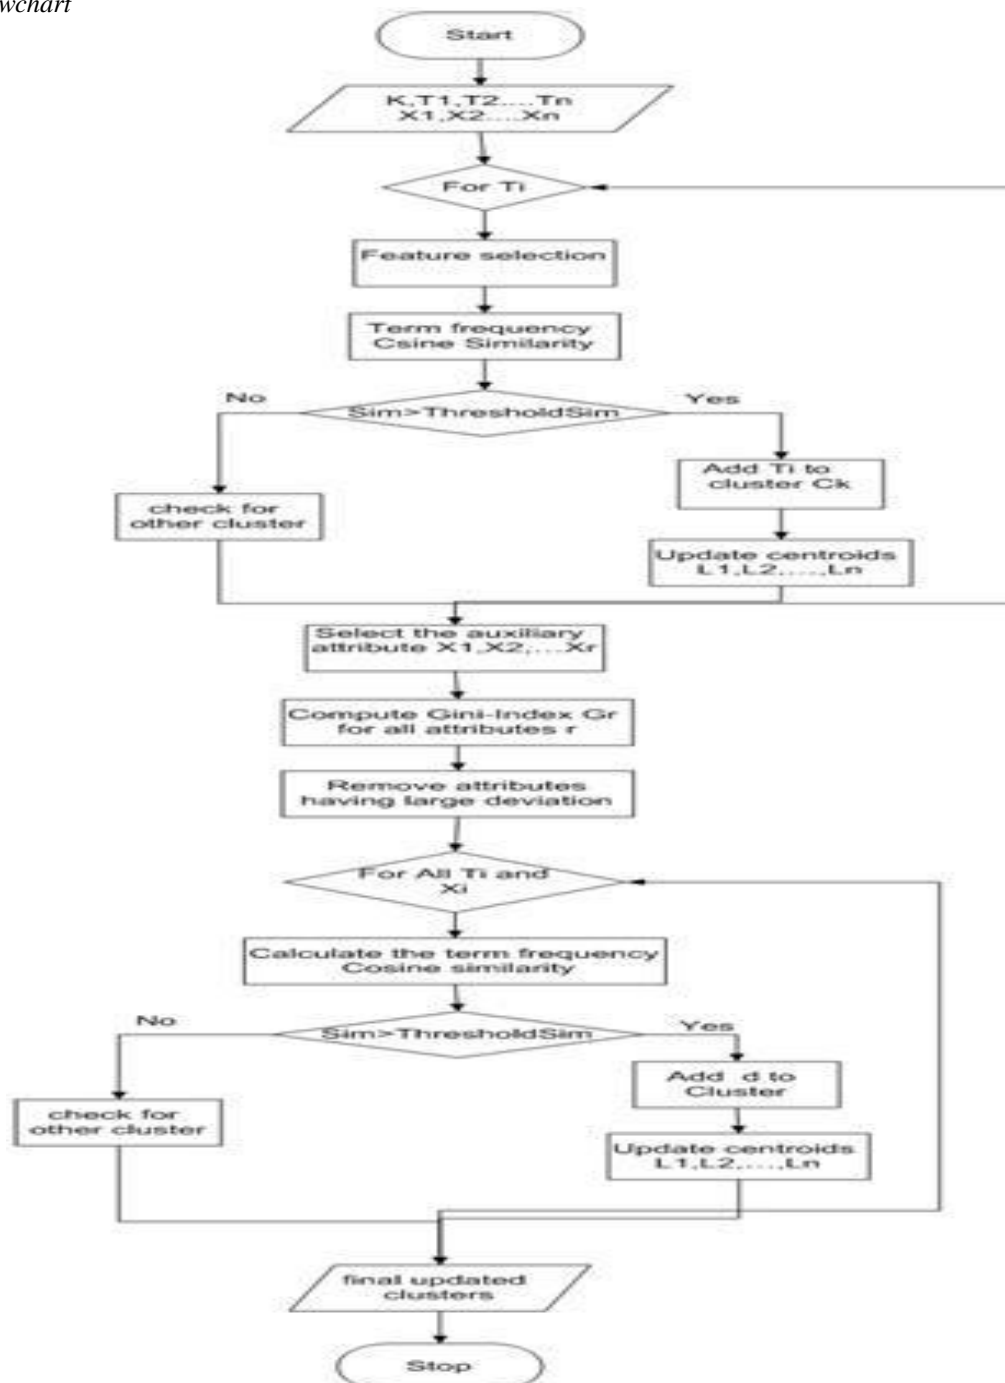 wchart
Start
K,T1,T2....Tn
X1,X2....Xn
For Ti
Feature selection
Term frequency
Csine Similarity
No
Sim>ThresholdSim
Yes
Add Ti to
cluster Ck
check for
other cluster
Update centroids
L1,L2,....,Ln
Select the auxiliary
attribute X1,X2,...Xr
Compute Gini-Index Gr
for all attributes r
Remove attributes
having large deviation
For All Ti and
Xi
Calculate the term frequency
Cosine similarity
No
Sim>ThresholdSim
Yes
Add d to
Cluster
check for
other cluster
Update centroids
L1,L2,...,Ln
final updated
clusters
Stop